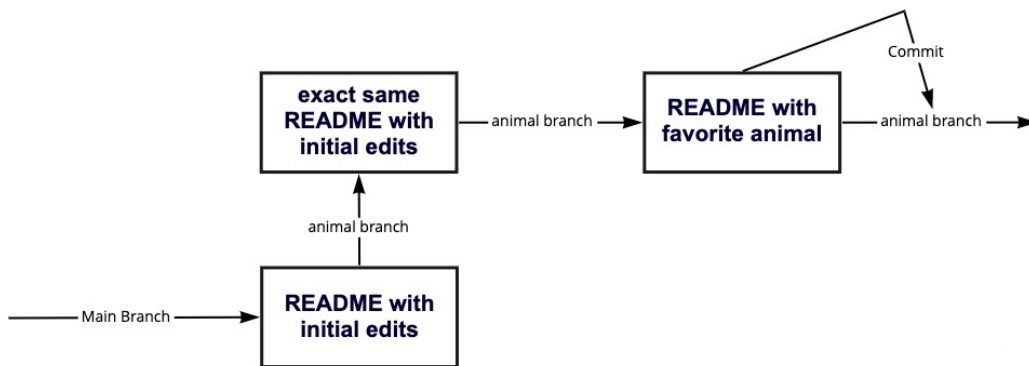 Commit
exact same
README with
initial edits
animal branch
README with
favorite animal
animal branch
animal branch
Main Branch
README with
initial edits